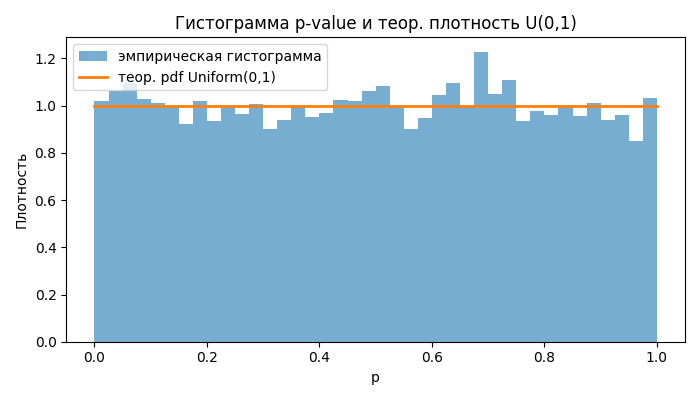 Гистограмма p-value и теор. плотность U(0,1)
эмпирическая гистограмма
теор. pdf Uniform(0,1)
Плотность
1.2
1.0
0.8
0.6
0.4
0.2
0.0
0.0 0.2 0.4 0.6 0.8 1.0
p